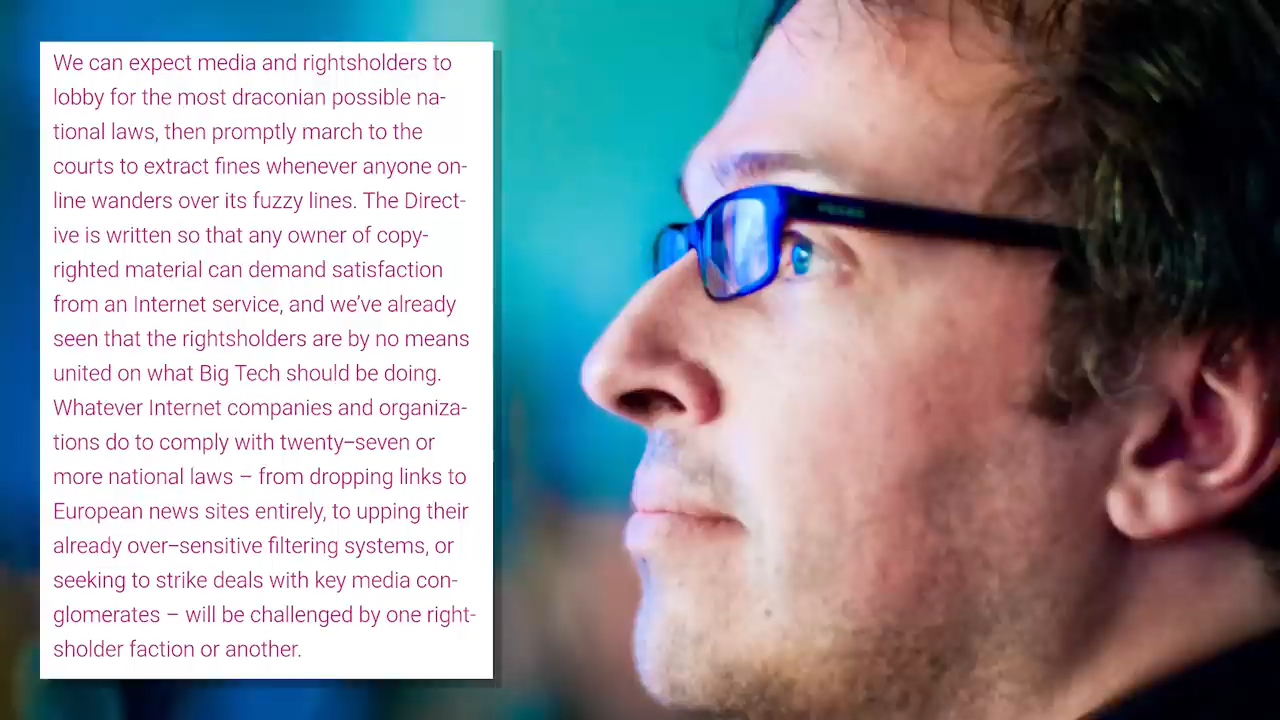 We can expect media and rightsholders to
lobby for the most draconian possible na-
tional laws, then promptly march to the
courts to extract fines whenever anyone on-
line wanders over its fuzzy lines. The Direct-
ive is written so that any owner of copy-
righted material can demand satisfaction
from an Internet service, and we’ve already
seen that the rightsholders are by no means
united on what Big Tech should be doing.
Whatever Internet companies and organiza-
tions do to comply with twenty–seven or
more national laws – from dropping links to
European news sites entirely, to upping their
already over–sensitive filtering systems, or
seeking to strike deals with key media con-
glomerates – will be challenged by one right-
sholder faction or another.